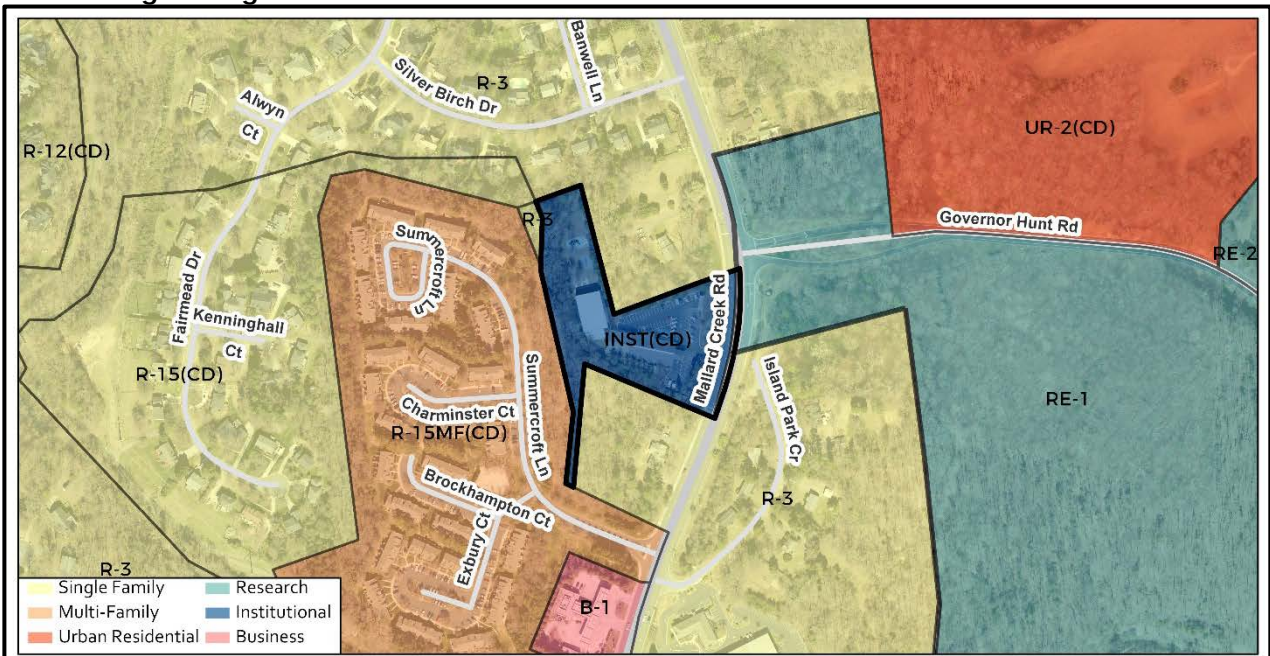 R-3
Banwell Ln
Silver Birch Dr
Alwyn
Ct
R-12(CD)
UR-2(CD)
R-3
Summercroft Ln
Governor Hunt Rd
RE-2
Fairmead Dr
Kenninghall
Ct
R-15(CD)
INST(CD)
Mallard Creek Rd
Summercroft Ln
Island Park Cr
RE-1
Charminster Ct
R-15MF(CD)
Brockhampton Ct
Exbury Ct
R-3
R-3
B-1
Single Family
Multi-Family
Urban Residential
Research
Institutional
Business